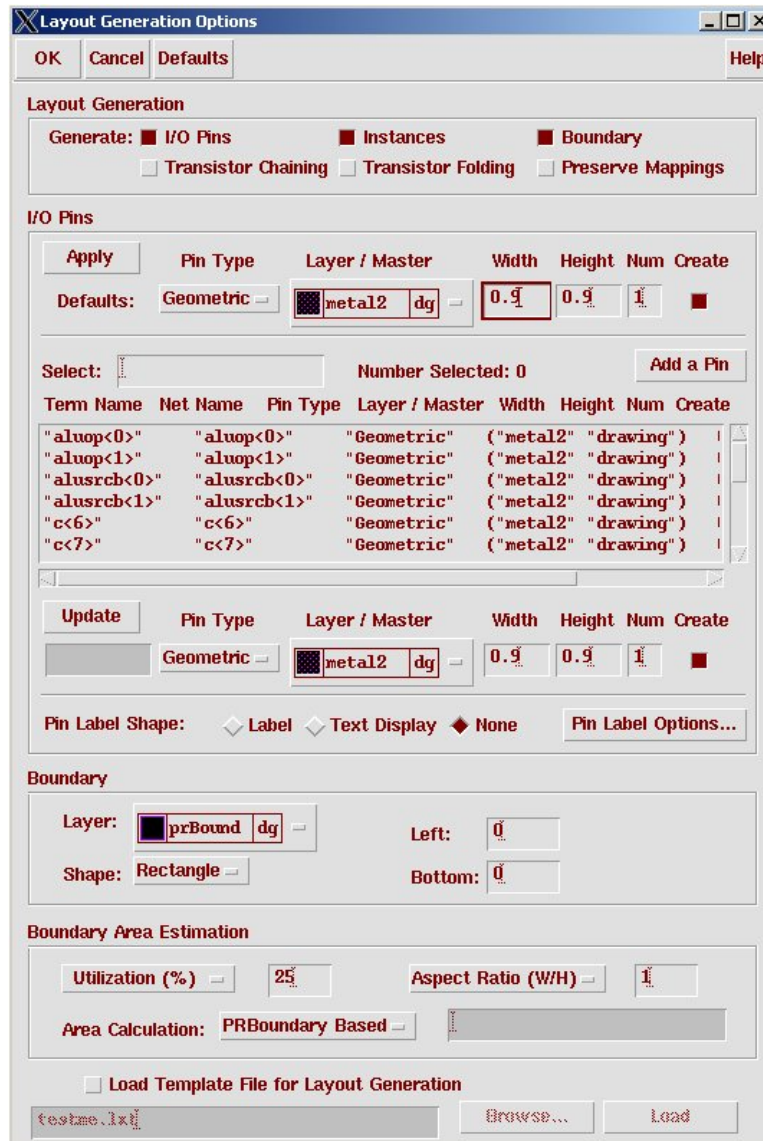 Layout Generation Options
OK Cancel Defaults Help
Layout Generation
Generate: I/O Pins Instances Boundary
Transistor Chaining Transistor Folding Preserve Mappings
I/O Pins
Apply Pin Type Layer / Master Width Height Num Create
Defaults: Geometric metal2 dg 0.9 0.9 1
Select: Number Selected: 0 Add a Pin
Term Name Net Name Pin Type Layer / Master Width Height Num Create
"aluop<0>" "aluop<0>" "Geometric" ("metal2" "drawing")
"aluop<1>" "aluop<1>" "Geometric" ("metal2" "drawing")
"alusrcb<0>" "alusrcb<0>" "Geometric" ("metal2" "drawing")
"alusrcb<1>" "alusrcb<1>" "Geometric" ("metal2" "drawing")
"c<6>" "c<6>" "Geometric" ("metal2" "drawing")
"c<7>" "c<7>" "Geometric" ("metal2" "drawing")
Update Pin Type Layer / Master Width Height Num Create
Geometric metal2 dg 0.9 0.9 1
Pin Label Shape: Label Text Display None Pin Label Options...
Boundary
Layer: prBound dg Left: 0
Shape: Rectangle Bottom: 0
Boundary Area Estimation
Utilization (%) 25 Aspect Ratio (W/H) 1
Area Calculation: PRBoundary Based
Load Template File for Layout Generation
testme.lxt Browse... Load